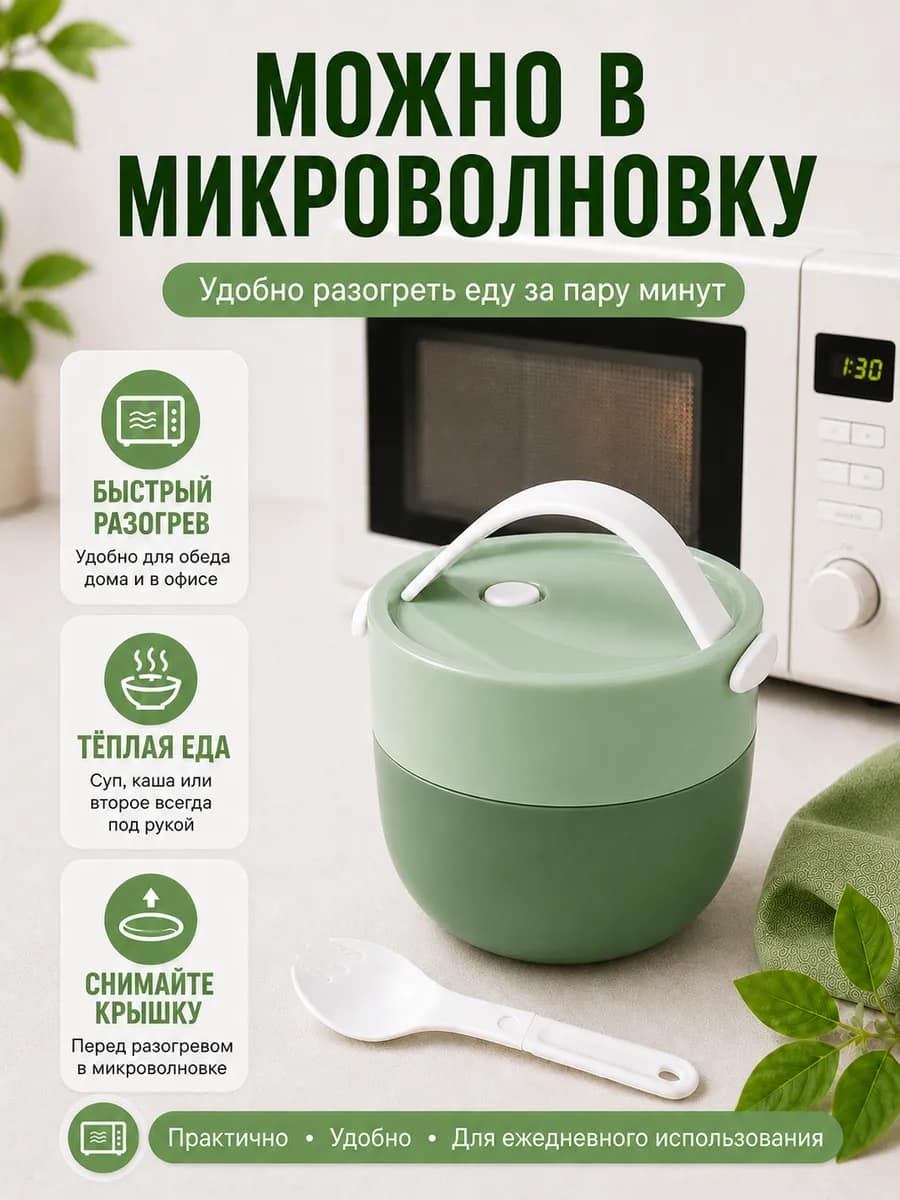 МОЖНО В
МИКРОВОЛНОВКУ
Удобно разогреть еду за пару минут
1:30
БЫСТРЫЙ
РАЗОГРЕВ
Удобно для обеда
дома и в офисе
ТЁПЛАЯ ЕДА
Суп, каша или
второе всегда
под рукой
СНИМАЙТЕ
КРЫШКУ
Перед разогревом
в микроволновке
Практично • Удобно • Для ежедневного использования